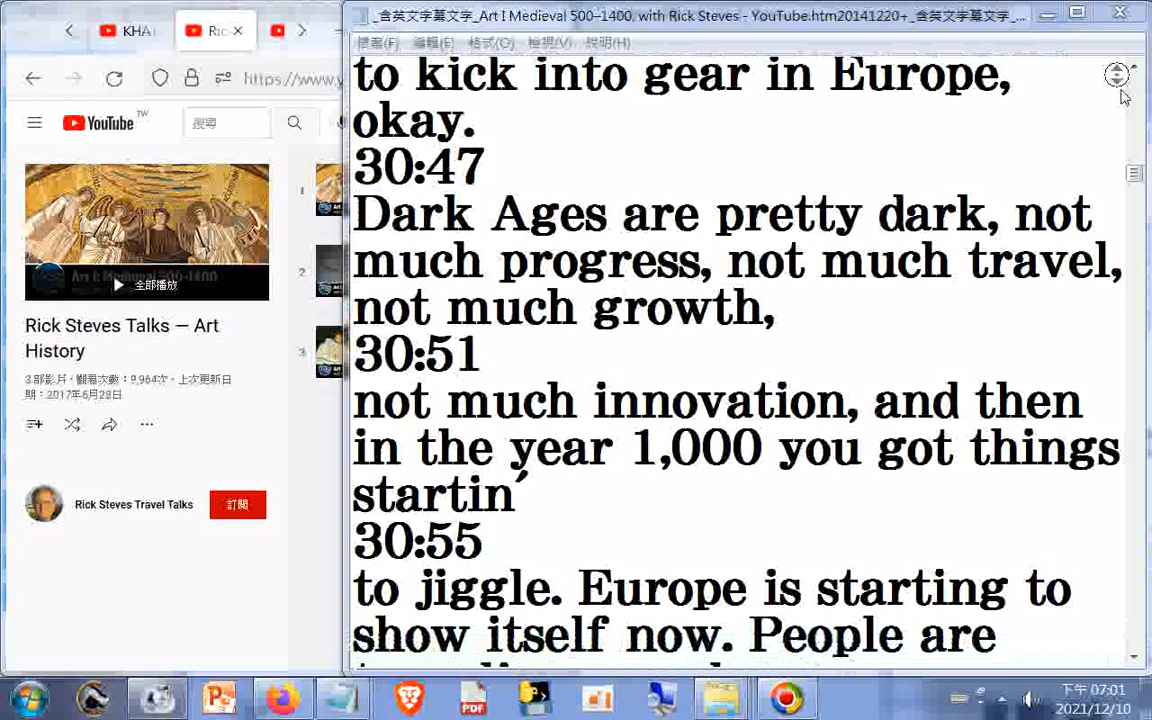 KHA
Ric
https://www.y
YouTube TW
搜尋
Art I: Medieval 500-1400
全部播放
Rick Steves Talks — Art
History
3 部影片 • 觀看次數：9,964次 • 上次更新日
期：2017年6月28日
Rick Steves Travel Talks
訂閱
1
2
3
_含英文字幕文字_Art I Medieval 500–1400, with Rick Steves - YouTube.htm20141220+_含英文字幕文字_...
檔案(F) 編輯(E) 格式(O) 檢視(V) 說明(H)
to kick into gear in Europe,
okay.
30:47
Dark Ages are pretty dark, not
much progress, not much travel,
not much growth,
30:51
not much innovation, and then
in the year 1,000 you got things
startin′
30:55
to jiggle. Europe is starting to
show itself now. People are
PDF
下午 07:01
2021/12/10